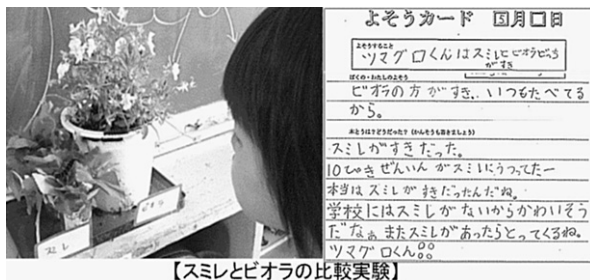 よそうカード 5月□日
よそうすること
ツマグロくんはスミレとビオラどっち
がすき
ぼくの・わたしのよそう
ビオラの方がすき。いつもたべてる
から。
ほんとうは?どうだった?(かんそうも書きましょう)
スミレがすきだった。
10ぴきぜんいんがスミレにうつってたー
本当はスミレがすきだったんだね。
学校にはスミレがないからかわいそう
だなぁまたスミレがあったらとってくるね。
ツマグロくん
スミレ
ビオラ
【スミレとビオラの比較実験】